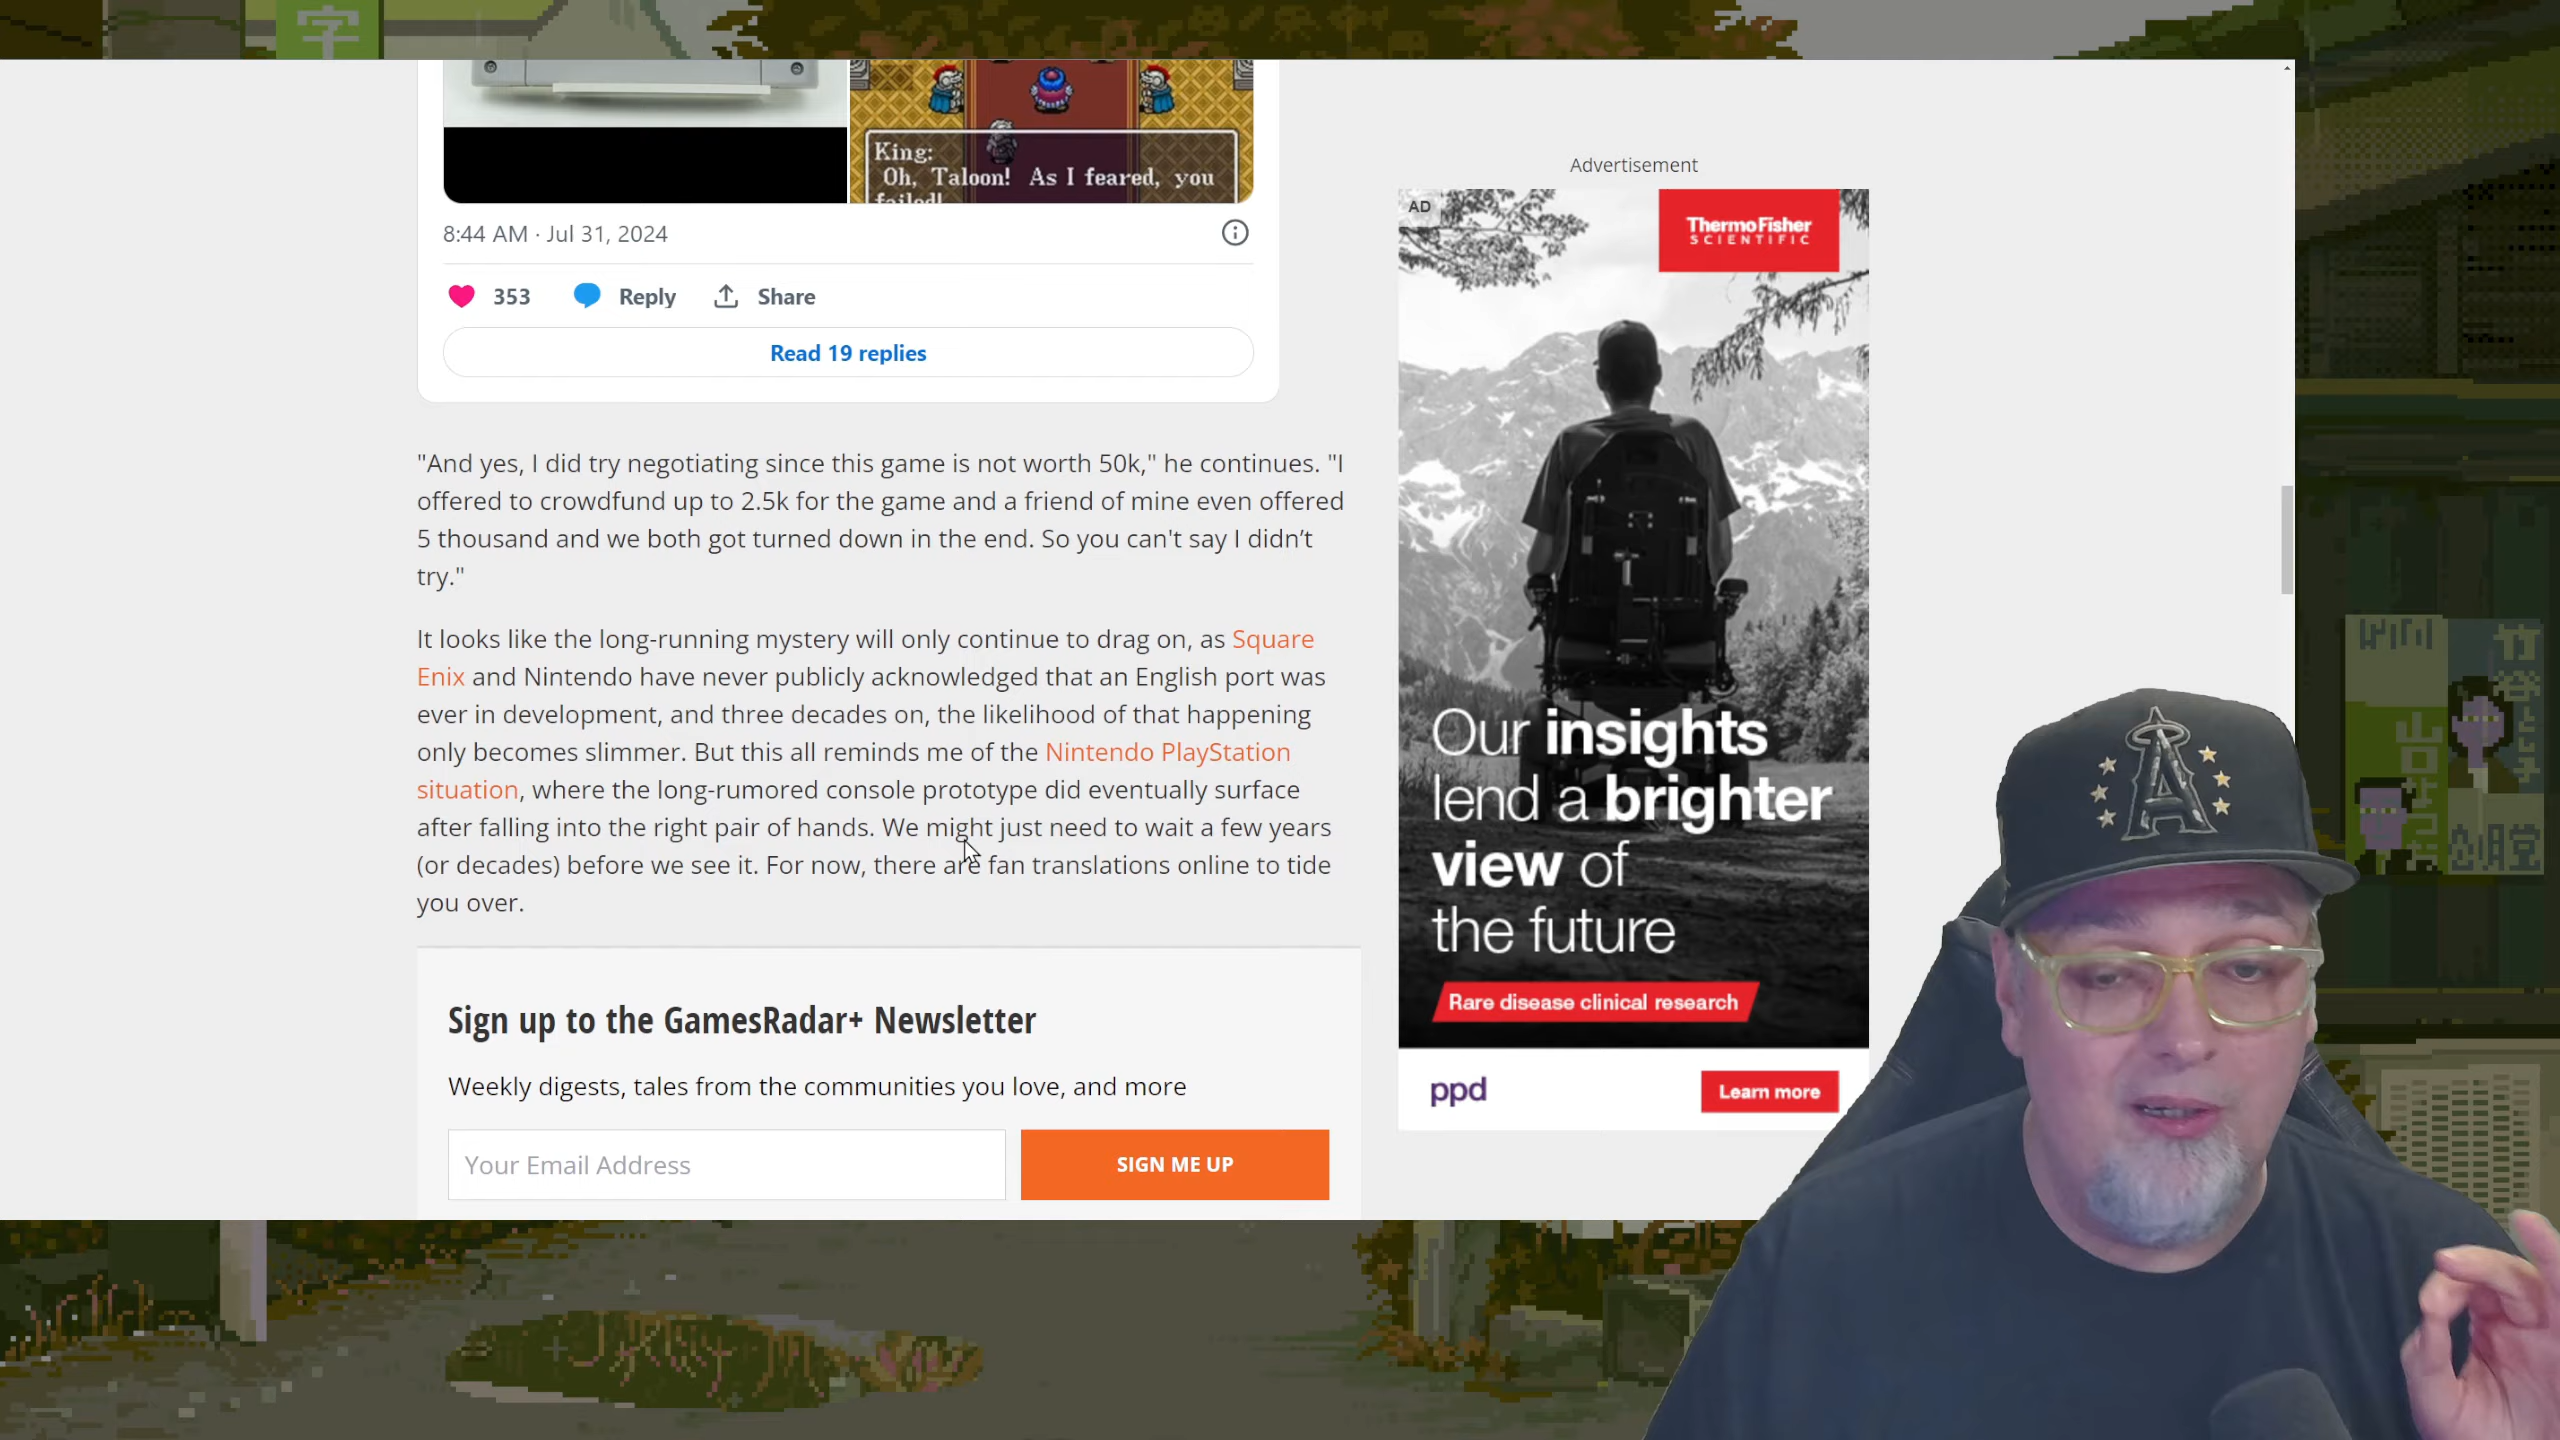 字
King:
Oh, Taloon! As I feared, you
failed!
8:44 AM · Jul 31, 2024
353 Reply Share
Read 19 replies
"And yes, I did try negotiating since this game is not worth 50k," he continues. "I
offered to crowdfund up to 2.5k for the game and a friend of mine even offered
5 thousand and we both got turned down in the end. So you can't say I didn’t
try."
It looks like the long-running mystery will only continue to drag on, as Square
Enix and Nintendo have never publicly acknowledged that an English port was
ever in development, and three decades on, the likelihood of that happening
only becomes slimmer. But this all reminds me of the Nintendo PlayStation
situation, where the long-rumored console prototype did eventually surface
after falling into the right pair of hands. We might just need to wait a few years
(or decades) before we see it. For now, there are fan translations online to tide
you over.
Sign up to the GamesRadar+ Newsletter
Weekly digests, tales from the communities you love, and more
Your Email Address
SIGN ME UP
Advertisement
AD
ThermoFisher
SCIENTIFIC
Our insights
lend a brighter
view of
the future
Rare disease clinical research
ppd
Learn more
A